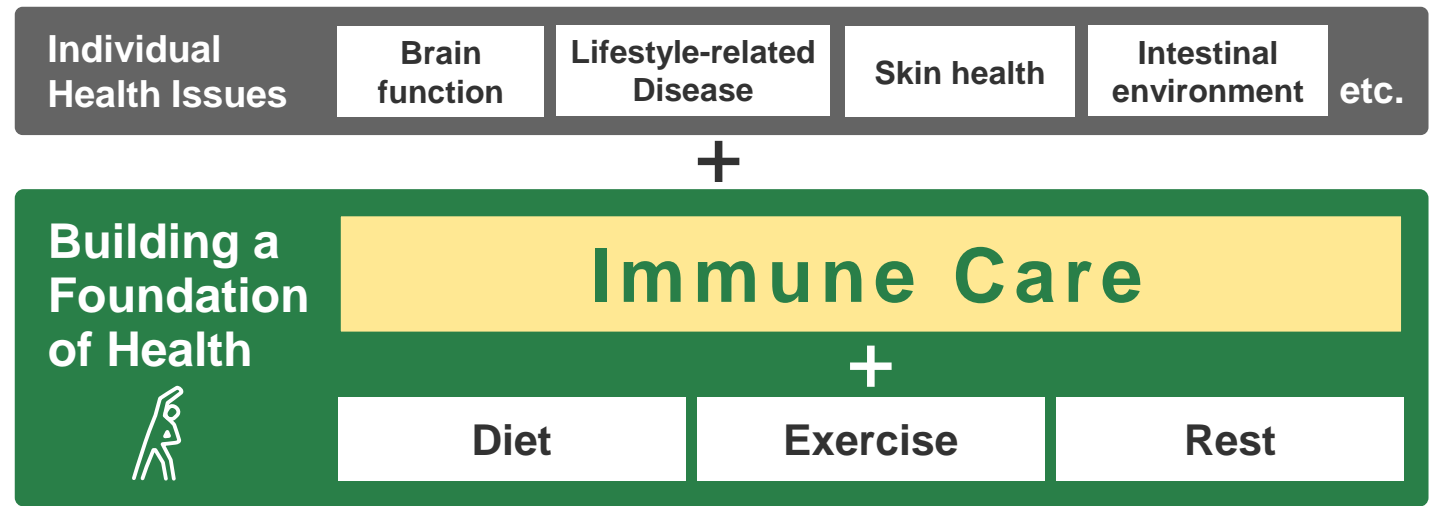 Individual
Health Issues
Brain
function
Lifestyle-related
Disease
Skin health
Intestinal
environment
etc.
+
Building a
Foundation
of Health
Immune Care
+
Diet
Exercise
Rest